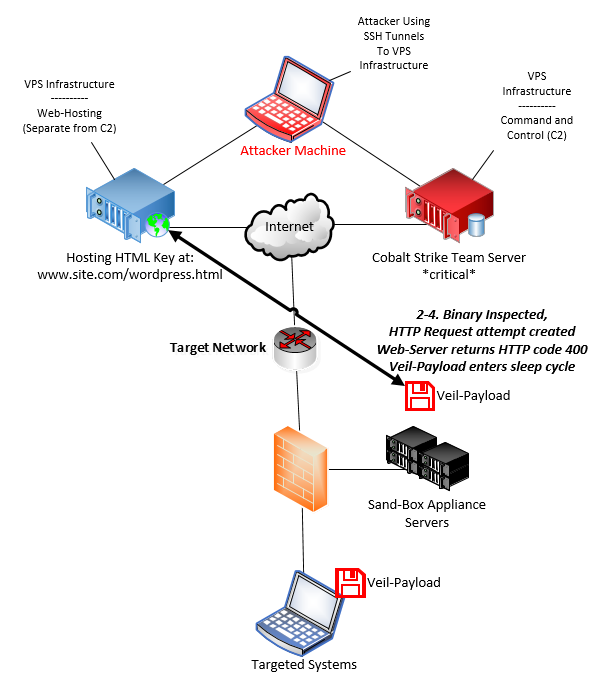 Attacker Using
SSH Tunnels
To VPS
Infrastructure
VPS Infrastructure
----------
Web-Hosting
(Separate from C2)
VPS
Infrastructure
----------
Command and
Control (C2)
Attacker Machine
Internet
Hosting HTML Key at:
www.site.com/wordpress.html
Cobalt Strike Team Server
*critical*
2-4. Binary Inspected,
HTTP Request attempt created
Web-Server returns HTTP code 400
Veil-Payload enters sleep cycle
Target Network
Veil-Payload
Sand-Box Appliance
Servers
Veil-Payload
Targeted Systems